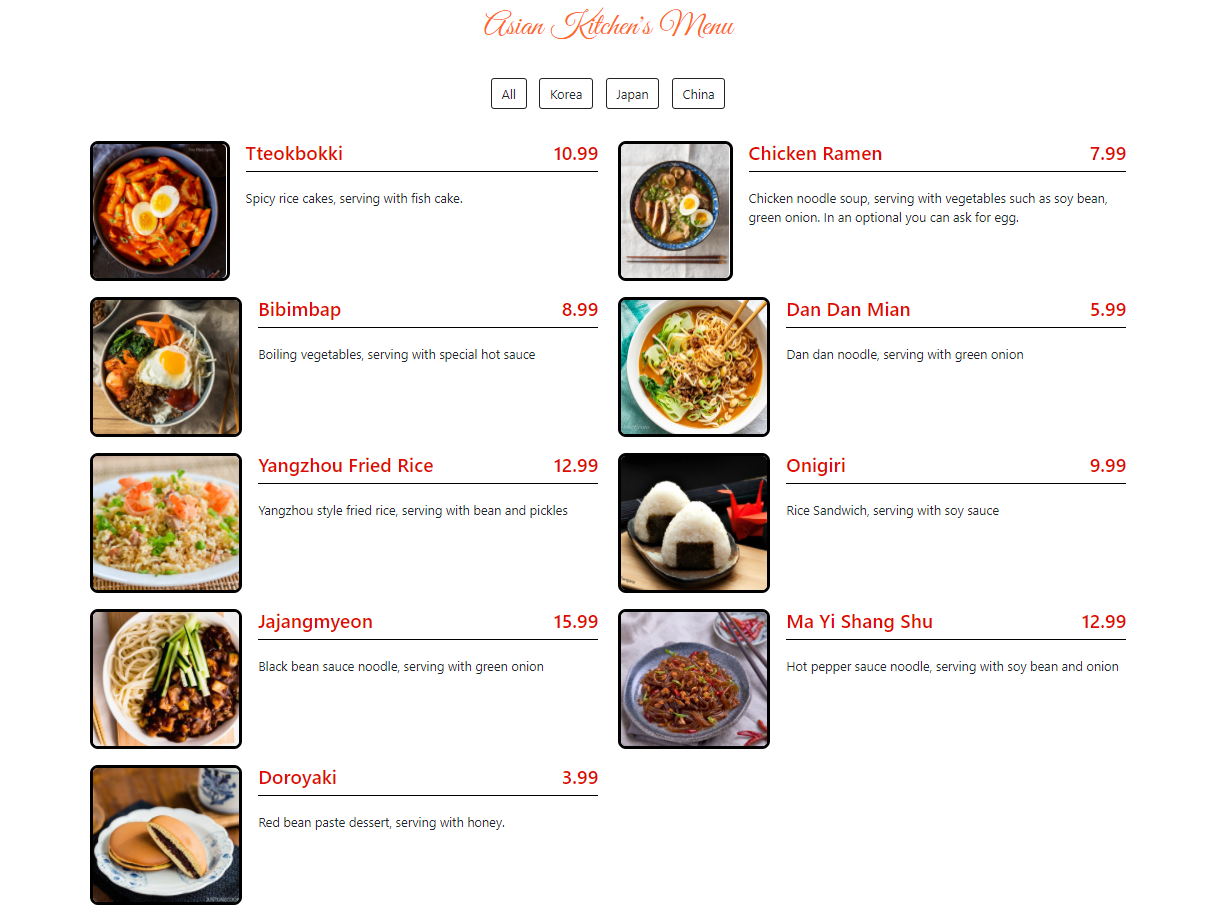 Asian Kitchen's Menu
All Korea Japan China
Tteokbokki 10.99
Spicy rice cakes, serving with fish cake.
Chicken Ramen 7.99
Chicken noodle soup, serving with vegetables such as soy bean,
green onion. In an optional you can ask for egg.
Bibimbap 8.99
Boiling vegetables, serving with special hot sauce
Dan Dan Mian 5.99
Dan dan noodle, serving with green onion
Yangzhou Fried Rice 12.99
Yangzhou style fried rice, serving with bean and pickles
Onigiri 9.99
Rice Sandwich, serving with soy sauce
Jajangmyeon 15.99
Black bean sauce noodle, serving with green onion
Ma Yi Shang Shu 12.99
Hot pepper sauce noodle, serving with soy bean and onion
Doroyaki 3.99
Red bean paste dessert, serving with honey.